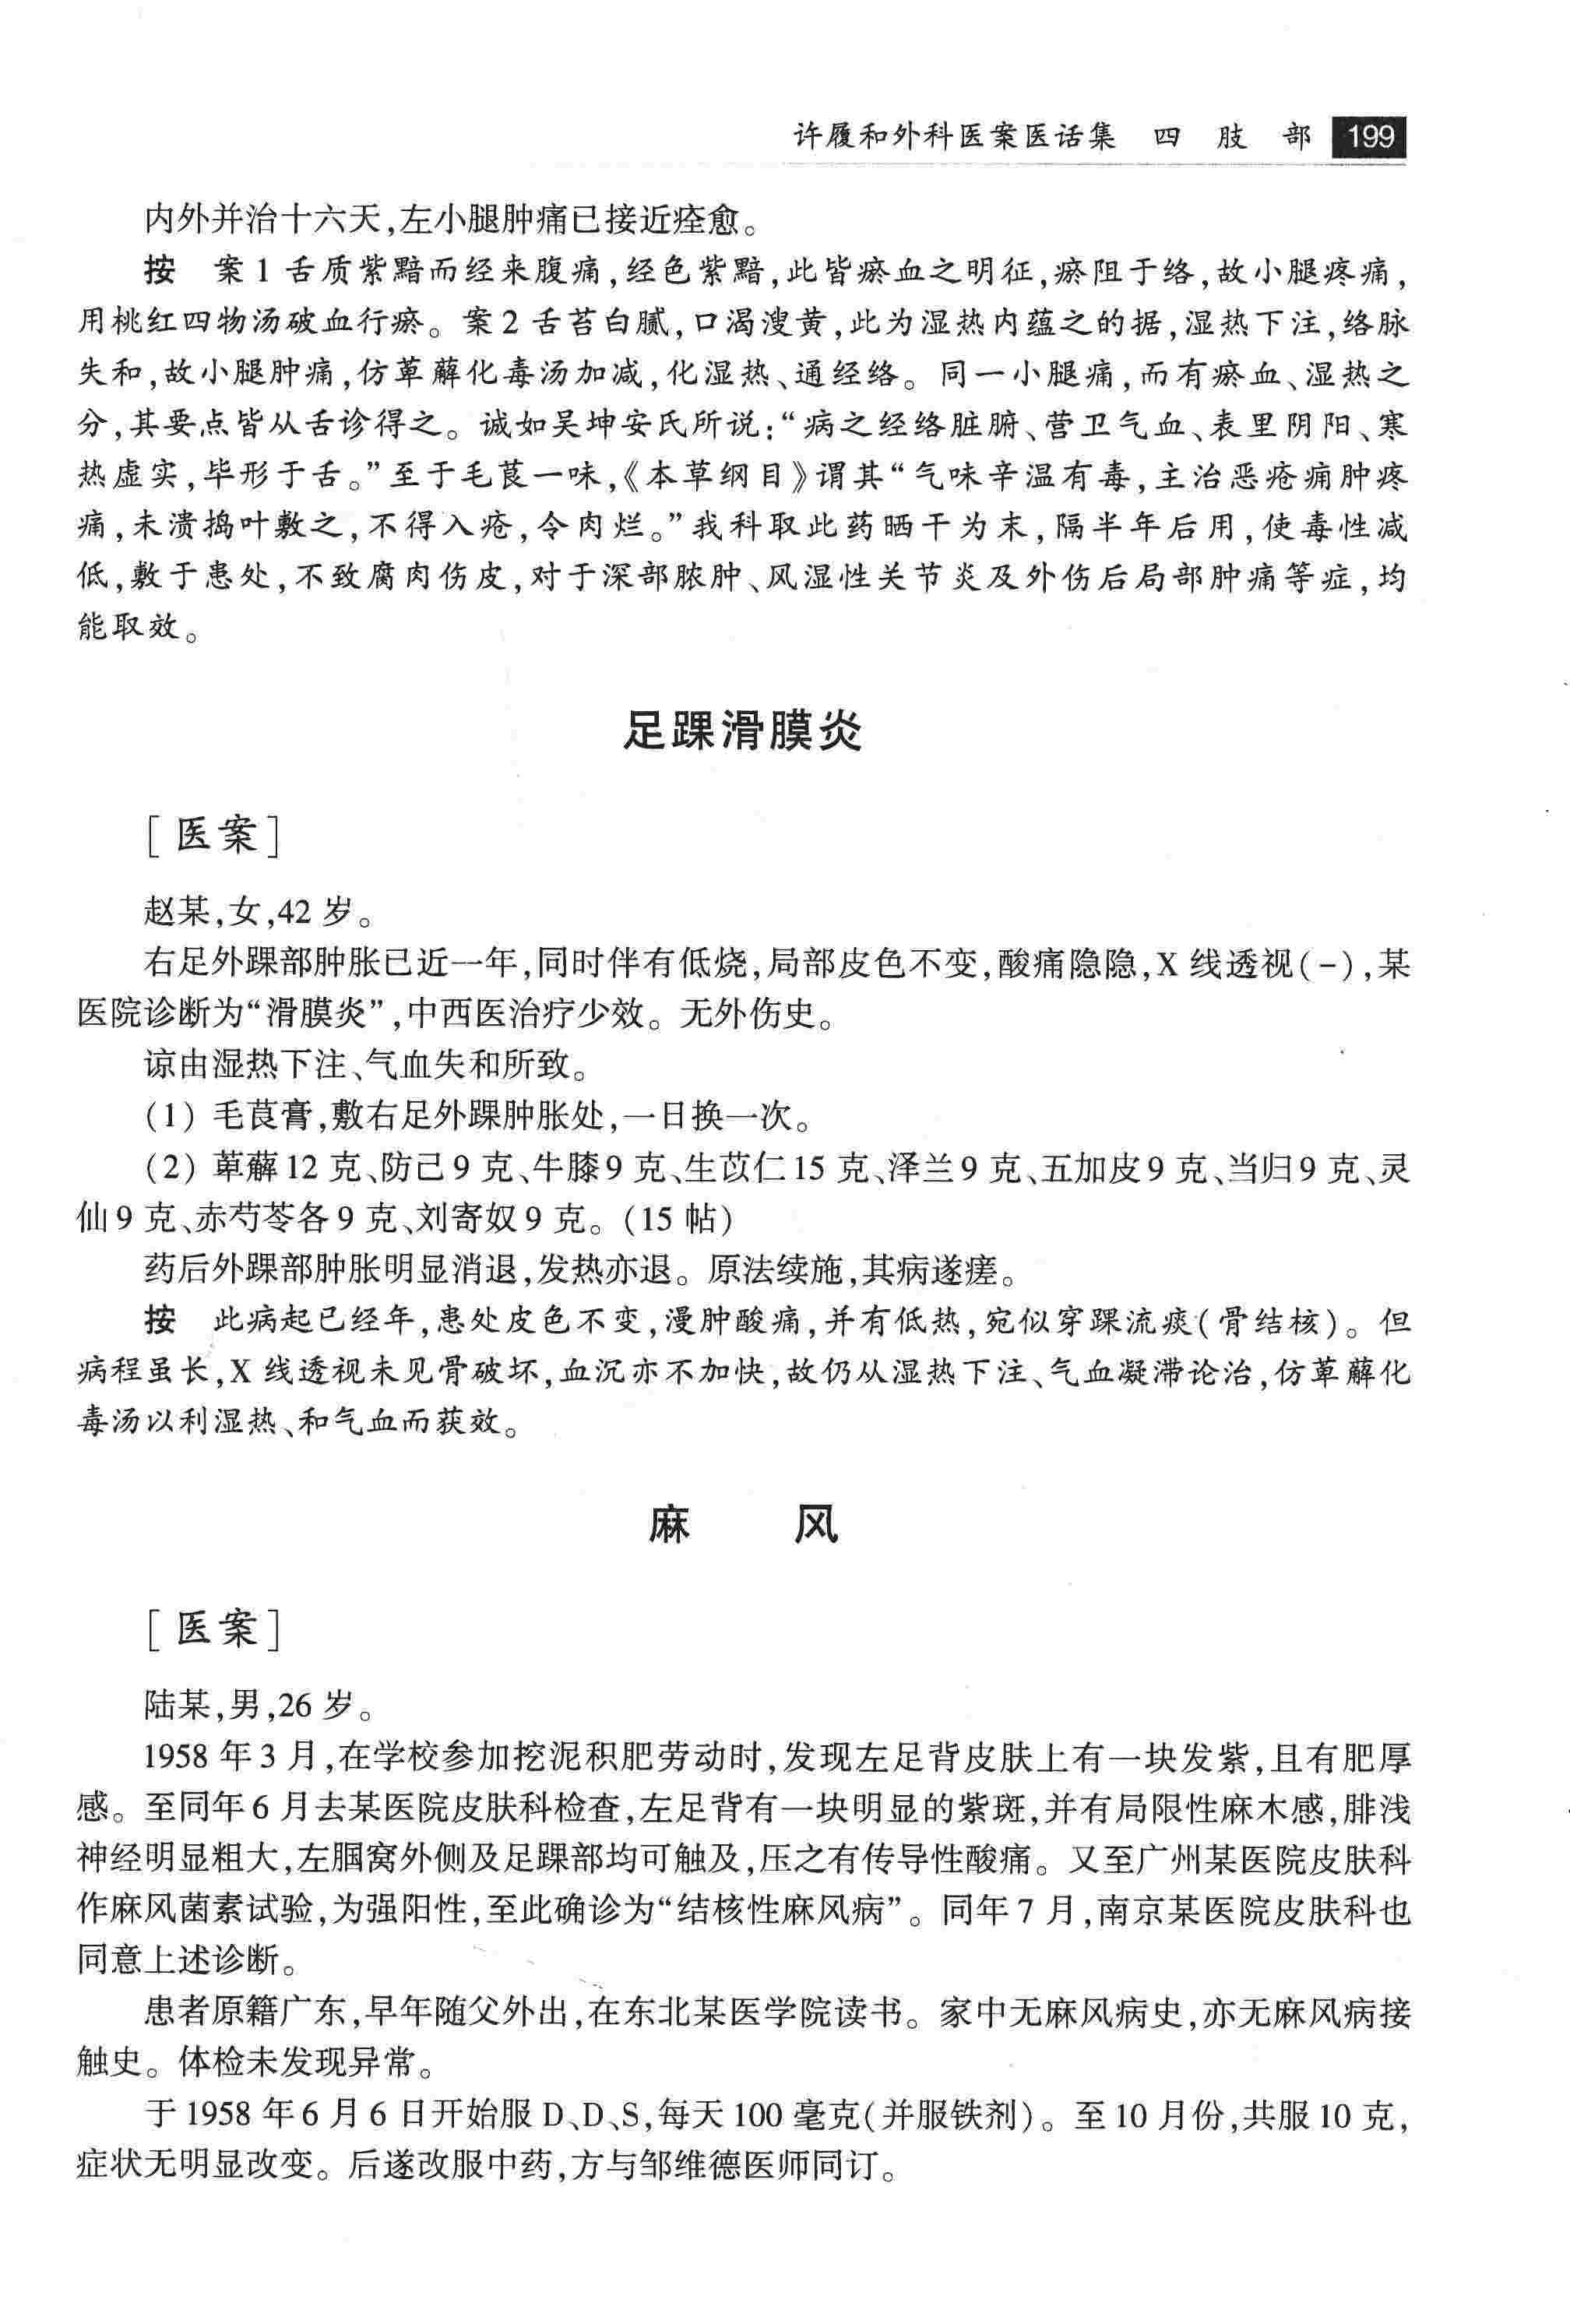 许履和外科医案医话集 四 肢 部 199
内外并治十六天,左小腿肿痛已接近痊愈。
按 案1舌质紫黯而经来腹痛,经色紫黯,此皆瘀血之明征,瘀阻于络,故小腿疼痛,
用桃红四物汤破血行瘀。案2舌苔白腻,口渴溲黄,此为湿热内蕴之的据,湿热下注,络脉
失和,故小腿肿痛,仿萆薢化毒汤加减,化湿热、通经络。同一小腿痛,而有瘀血、湿热之
分,其要点皆从舌诊得之。诚如吴坤安氏所说:“病之经络脏腑、营卫气血、表里阴阳、寒
热虚实,毕形于舌。”至于毛茛一味,《本草纲目》谓其“气味辛温有毒,主治恶疮痈肿疼
痛,未溃捣叶敷之,不得入疮,令肉烂。”我科取此药晒干为末,隔半年后用,使毒性减
低,敷于患处,不致腐肉伤皮,对于深部脓肿、风湿性关节炎及外伤后局部肿痛等症,均
能取效。
足踝滑膜炎
[医案]
赵某,女,42岁。
右足外踝部肿胀已近一年,同时伴有低烧,局部皮色不变,酸痛隐隐,X线透视(-),某
医院诊断为“滑膜炎”,中西医治疗少效。无外伤史。
谅由湿热下注、气血失和所致。
(1) 毛茛膏,敷右足外踝肿胀处,一日换一次。
(2) 萆薢12克、防己9克、牛膝9克、生苡仁15克、泽兰9克、五加皮9克、当归9克、灵
仙9克、赤芍苓各9克、刘寄奴9克。(15帖)
药后外踝部肿胀明显消退,发热亦退。原法续施,其病遂瘥。
按 此病起已经年,患处皮色不变,漫肿酸痛,并有低热,宛似穿踝流痰(骨结核)。但
病程虽长,X线透视未见骨破坏,血沉亦不加快,故仍从湿热下注、气血凝滞论治,仿萆薢化
毒汤以利湿热、和气血而获效。
麻 风
[医案]
陆某,男,26岁。
1958年3月,在学校参加挖泥积肥劳动时,发现左足背皮肤上有一块发紫,且有肥厚
感。至同年6月去某医院皮肤科检查,左足背有一块明显的紫斑,并有局限性麻木感,腓浅
神经明显粗大,左腘窝外侧及足踝部均可触及,压之有传导性酸痛。又至广州某医院皮肤科
作麻风菌素试验,为强阳性,至此确诊为“结核性麻风病”。同年7月,南京某医院皮肤科也
同意上述诊断。
患者原籍广东,早年随父外出,在东北某医学院读书。家中无麻风病史,亦无麻风病接
触史。体检未发现异常。
于1958年6月6日开始服D、D、S,每天100毫克(并服铁剂)。至10月份,共服10克,
症状无明显改变。后遂改服中药,方与邹维德医师同订。